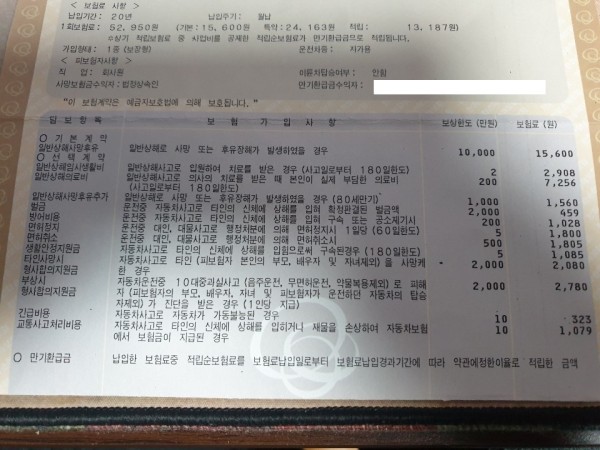 < 보험료 사항 >
납입기간 : 20년 납입주기 : 월납
1회보험료 : 52,950원 (기본 : 15,600원 특약 : 24,163원 적립 : 13,187원)
※상기 적립보험료 중 사업비를 공제한 적립순보험료가 만기환급금으로 적립됩니다.
가입형태 : 1종 (보장형) 운전차종 : 자가용
< 피보험자사항 >
직 업 : 회사원 이륜차탑승여부 : 안함
사망보험금수익자 : 법정상속인 만기환급금수익자 :
"이 보험계약은 예금자보호법에 의해 보호됩니다."
담보항목 보험가입사항 보상한도 (만원) 보험료 (원)
○ 기본계약
일반상해사망후유 일반상해로 사망 또는 후유장해가 발생하였을 경우 10,000 15,600
○ 선택계약
일반상해임시생활비 일반상해사고로 입원하여 치료를 받은 경우 (사고일로부터 180일한도) 2 2,908
일반상해의료비 일반상해사고로 의사의 치료를 받을 때 본인이 실제 부담한 의료비 200 7,256
(사고일로부터 180일한도)
일반상해사망후유추가 일반상해로 사망 또는 후유장해가 발생하였을 경우 (80세만기) 1,000 1,560
벌금 운전중 자동차사고로 타인의 신체에 상해를 입혀 확정판결된 벌금액 2,000 459
방어비용 운전중 자동차사고로 타인의 신체에 상해를 입혀 구속 또는 공소제기시 200 1,028
면허정지 운전중 대인, 대물사고로 행정처분에 의해 면허정지시 1일당 (60일한도) 5 1,800
면허취소 운전중 대인, 대물사고로 행정처분에 의해 면허취소시 500 1,805
생활안정지원금 자동차사고로 타인의 신체에 상해를 입힘으로써 구속된경우 (180일한도) 5 1,085
타인사망시 자동차사고로 타인 (피보험자 본인의 부모, 배우자 및 자녀제외) 을 사망케 2,000 2,080
형사합의지원금 한 경우
부상시 자동차운전중 10대중과실사고 (음주운전, 무면허운전, 약물복용제외) 로 피해 2,000 2,780
형사합의지원금 자 (피보험자의 부모, 배우자, 자녀 및 피보험자가 운전하던 자동차의 탑승
자제외) 가 진단을 받은 경우 (1인당 지급)
긴급비용 자동차사고로 자동차가 가동불능된 경우 10 323
교통사고처리비용 자동차사고로 타인의 신체에 상해를 입히거나 재물을 손상하여 자동차보험 10 1,079
에서 보험금이 지급된 경우
○ 만기환급금 납입한 보험료중 적립순보험료를 보험료납입일로부터 보험료납입경과기간에 따라 약관예정한이율로 적립한 금액